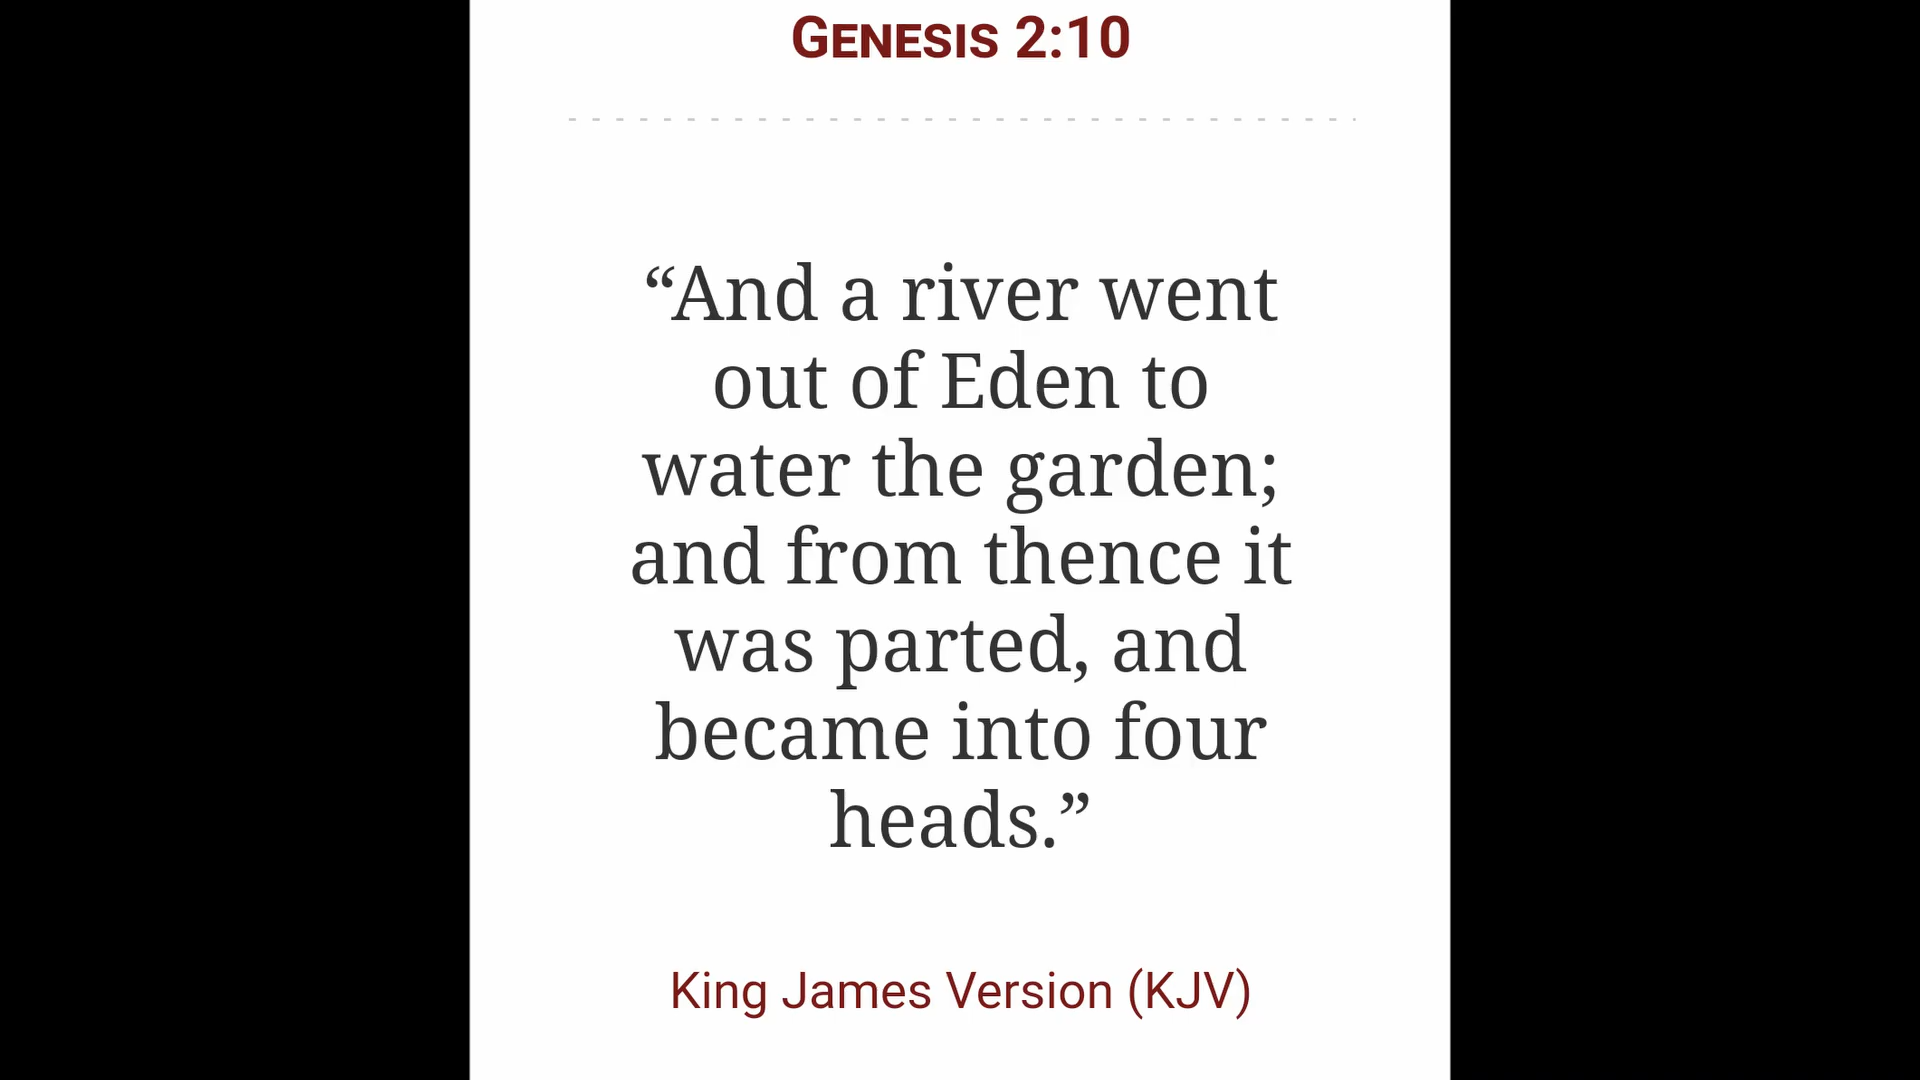 GENESIS 2:10
“And a river went
out of Eden to
water the garden;
and from thence it
was parted, and
became into four
heads.”
King James Version (KJV)